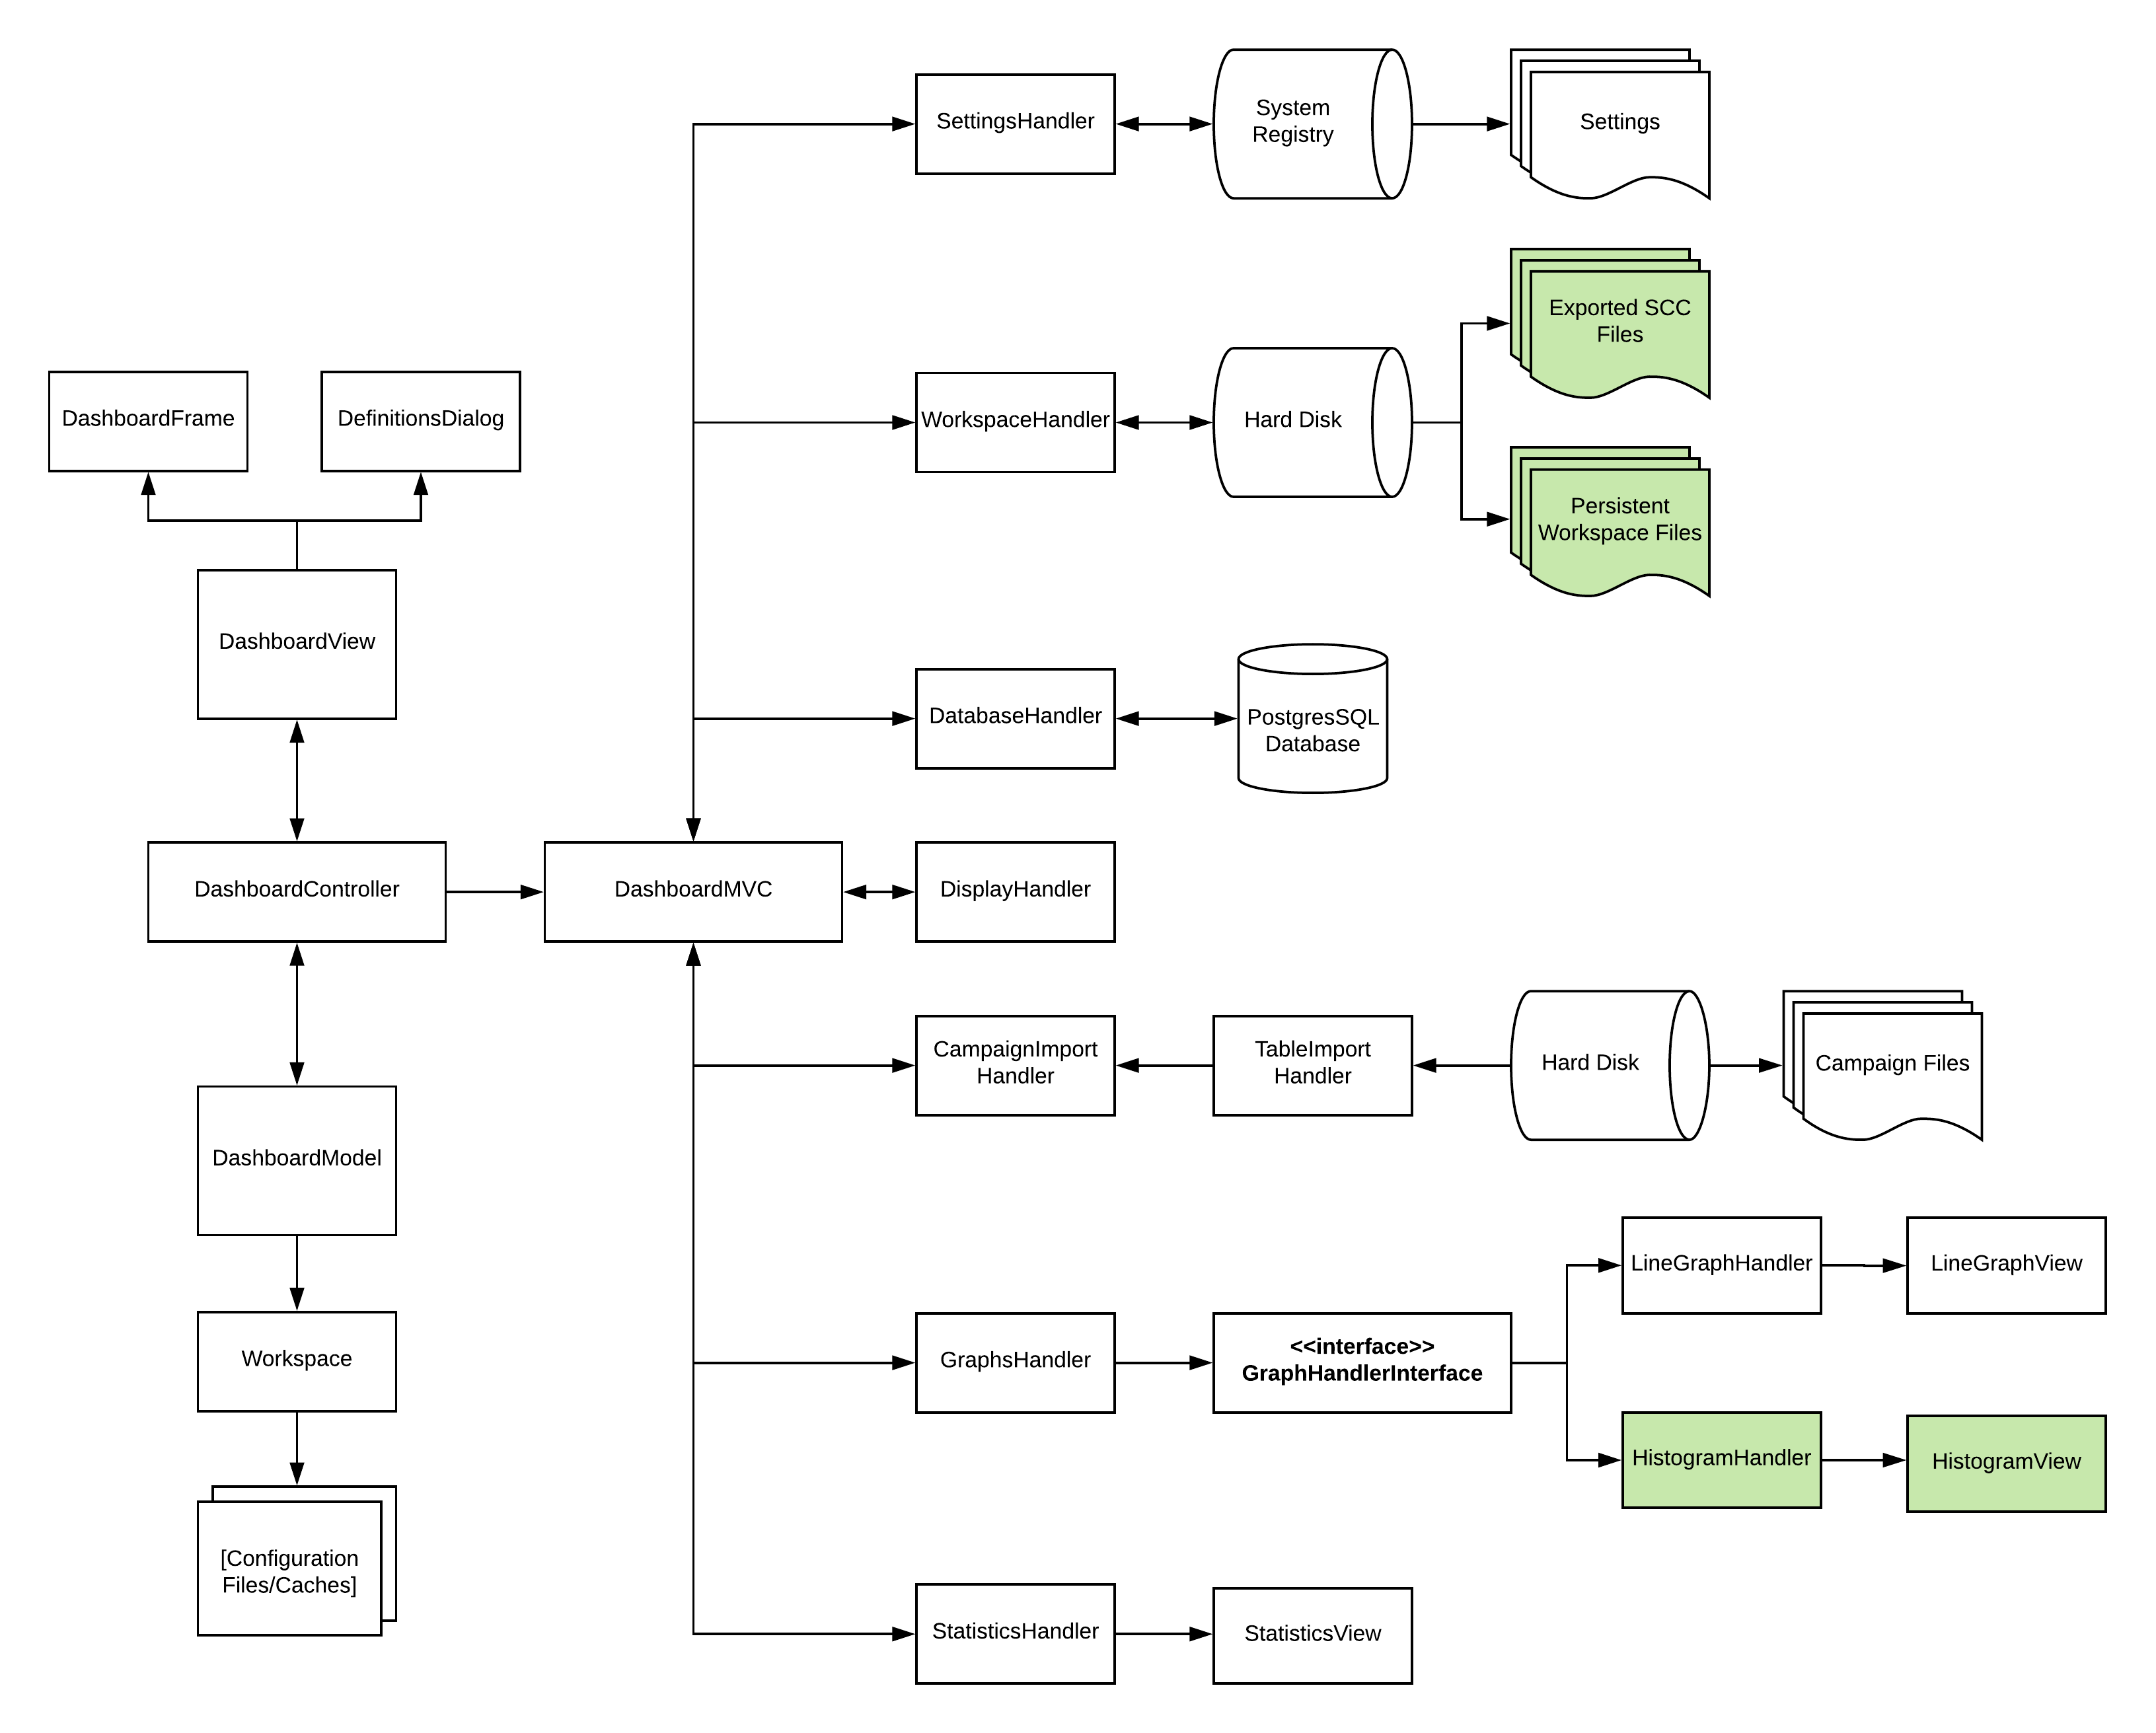 SettingsHandler
System
Registry
Settings
Exported SCC
Files
DashboardFrame
DefinitionsDialog
WorkspaceHandler
Hard Disk
Persistent
Workspace Files
DashboardView
DatabaseHandler
PostgresSQL
Database
DashboardController
DashboardMVC
DisplayHandler
CampaignImport
Handler
TableImport
Handler
Hard Disk
Campaign Files
DashboardModel
LineGraphHandler
LineGraphView
Workspace
GraphsHandler
<<interface>>
GraphHandlerInterface
HistogramHandler
HistogramView
[Configuration
Files/Caches]
StatisticsHandler
StatisticsView